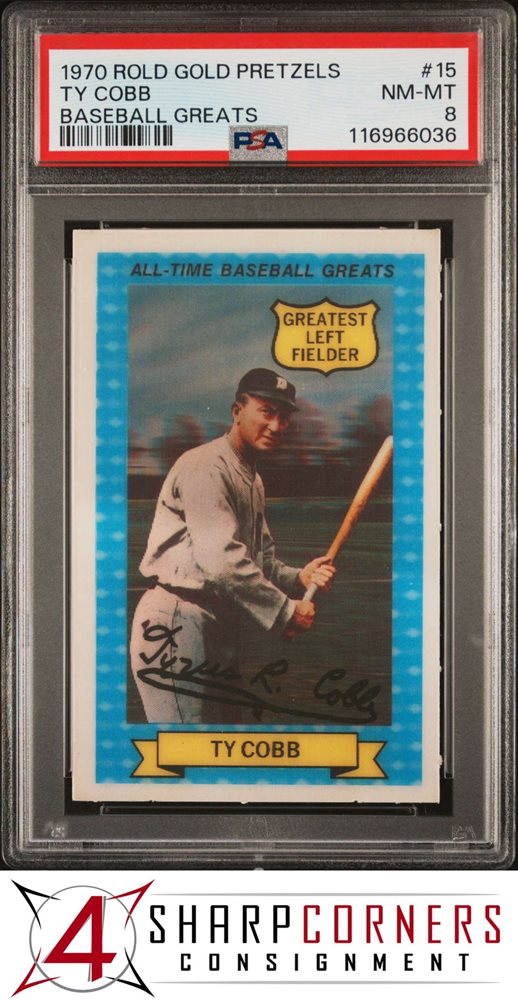 1970 ROLD GOLD PRETZELS #15
TY COBB NM-MT
BASEBALL GREATS 8
PSA 116966036
ALL-TIME BASEBALL GREATS
GREATEST
LEFT
FIELDER
Tyrus R. Cobb
TY COBB
4 SHARPCORNERS
CONSIGNMENT